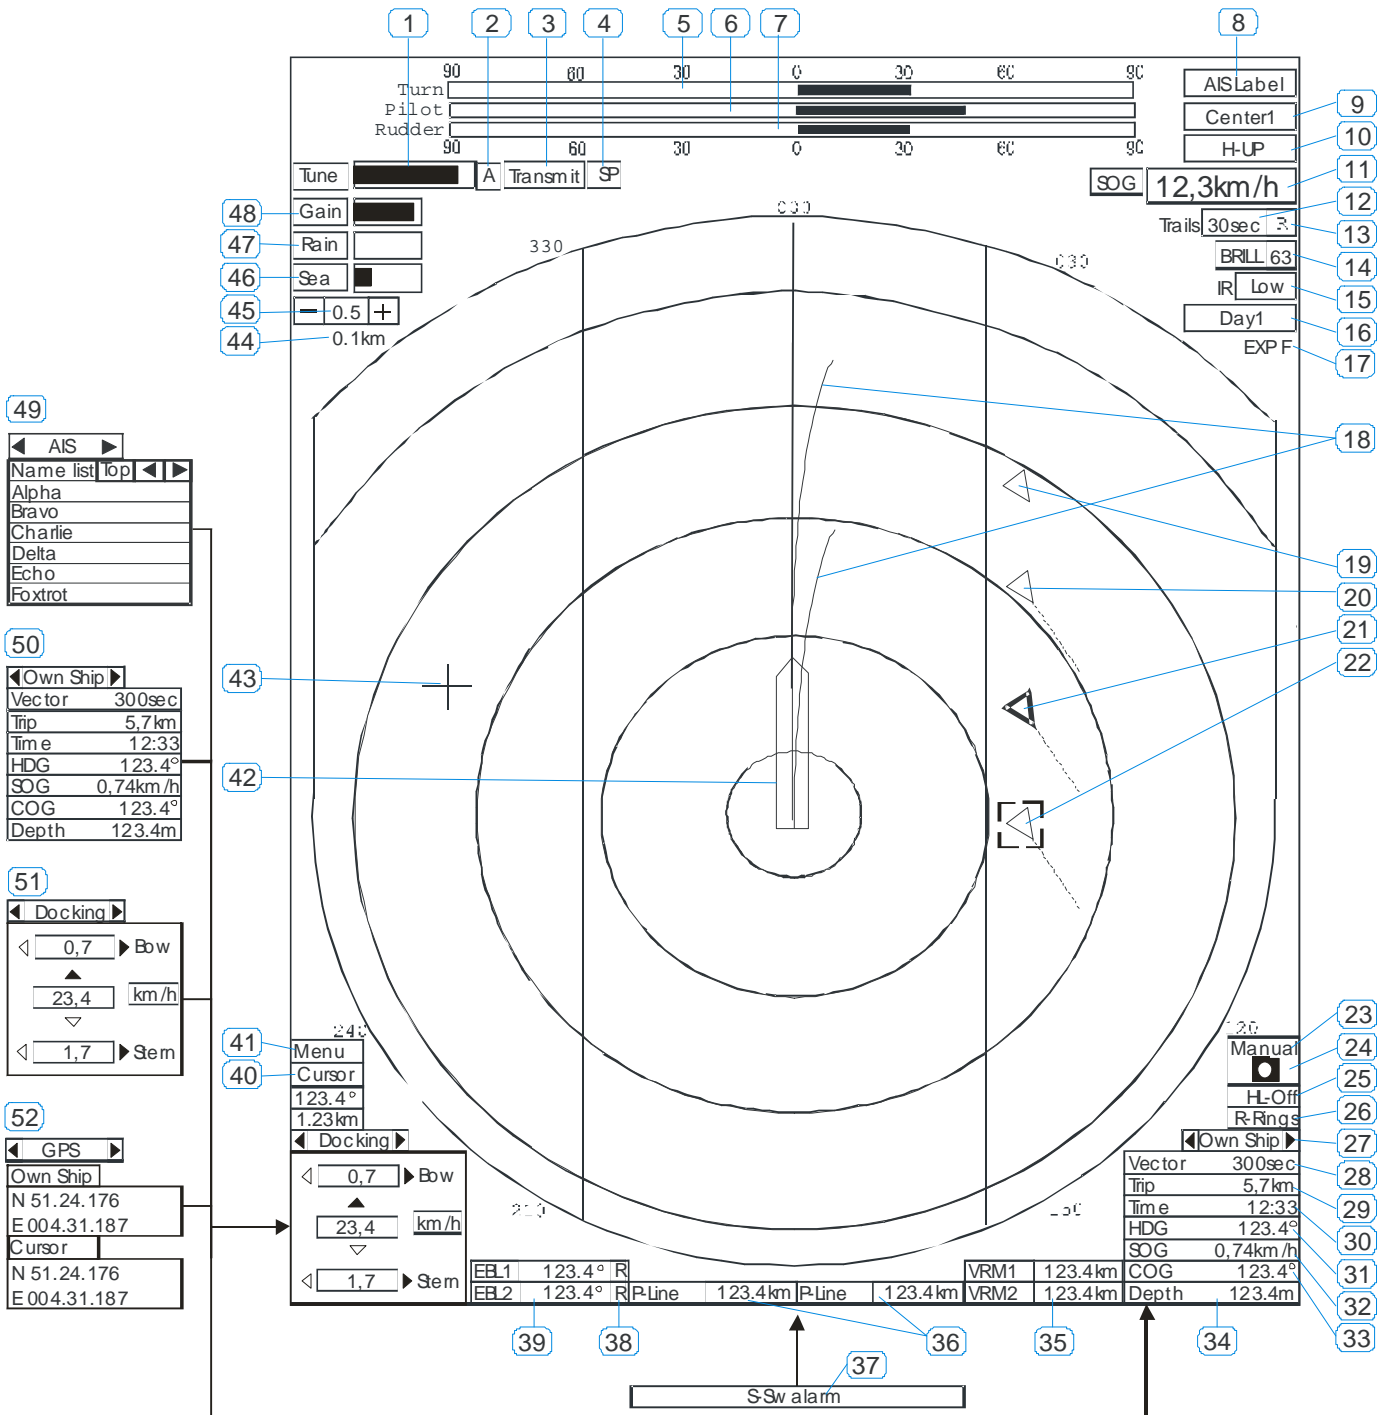 1 2 3 4 5 6 7 8
90 60 30 0 30 60 90
Turn
Pilot
Rudder
90 60 30 0 30 60 90
AISLabel
Center1 9
H-UP 10
Tune A Transmit SP
SOG 12,3km/h 11
48 Gain
Trails 30sec R 12
13
47 Rain
BRILL 63 14
46 Sea
IR Low 15
45 - 0.5 +
Day1 16
44 0.1km
EXP F 17
000
330
030
18
49
AIS
Name list Top
Alpha
Bravo
Charlie
Delta
Echo
Foxtrot
19
20
21
22
50
Own Ship
Vector 300sec
Trip 5,7km
Time 12:33
HDG 123.4°
SOG 0,74km/h
COG 123.4°
Depth 123.4m
43
42
51
Docking
0,7 Bow
23,4 km/h
1,7 Stern
52
GPS
Own Ship
N 51.24.176
E 004.31.187
Cursor
N 51.24.176
E 004.31.187
240
41 Menu
40 Cursor
123.4°
1.23km
Docking
0,7 Bow
23,4 km/h
1,7 Stern
210
120
Manual 23
24
HL-Off 25
R-Rings 26
Own Ship 27
Vector 300sec 28
Trip 5,7km 29
Time 12:33 30
HDG 123.4° 31
SOG 0,74km/h 32
COG 123.4° 33
Depth 123.4m
EBL1 123.4° R
VRM1 123.4km
EBL2 123.4° R P-Line 123.4km P-Line 123.4km VRM2 123.4km
39 38 36 35 34
37
S-Sw alarm